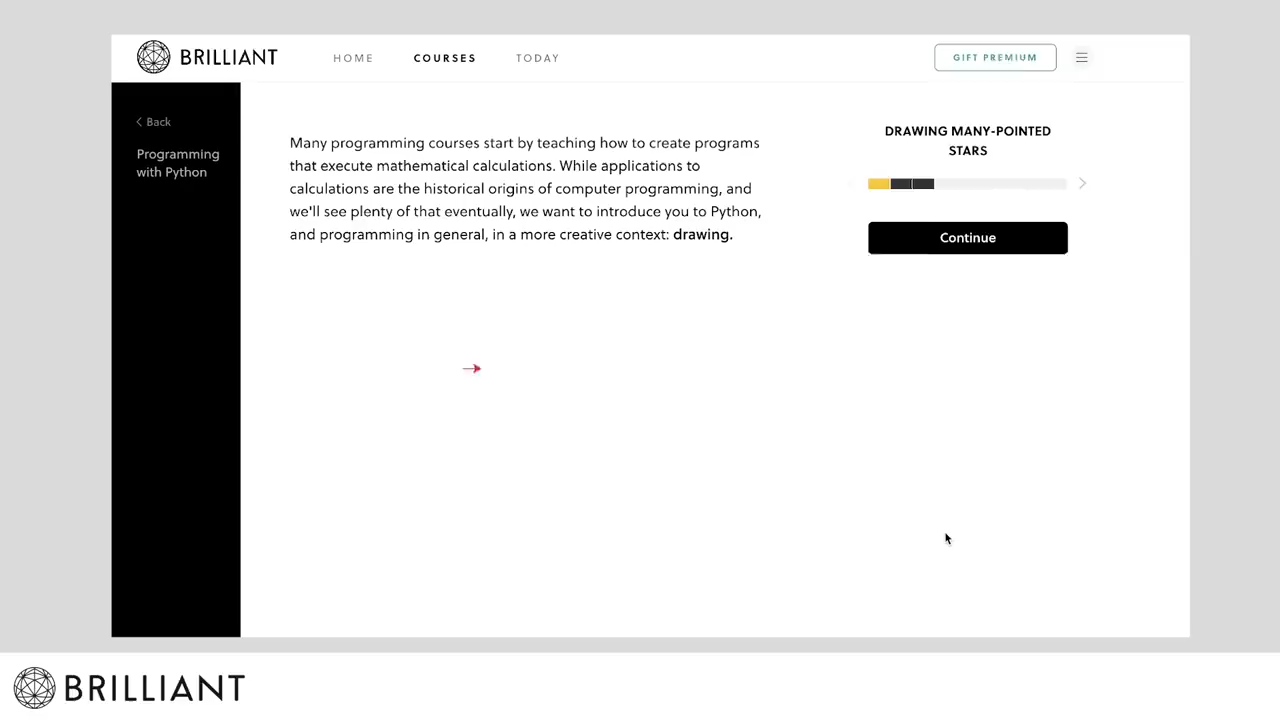 BRILLIANT
HOME
COURSES
TODAY
GIFT PREMIUM
Back
Programming
with Python
Many programming courses start by teaching how to create programs
that execute mathematical calculations. While applications to
calculations are the historical origins of computer programming, and
we'll see plenty of that eventually, we want to introduce you to Python,
and programming in general, in a more creative context: drawing.
DRAWING MANY-POINTED
STARS
Continue
BRILLIANT